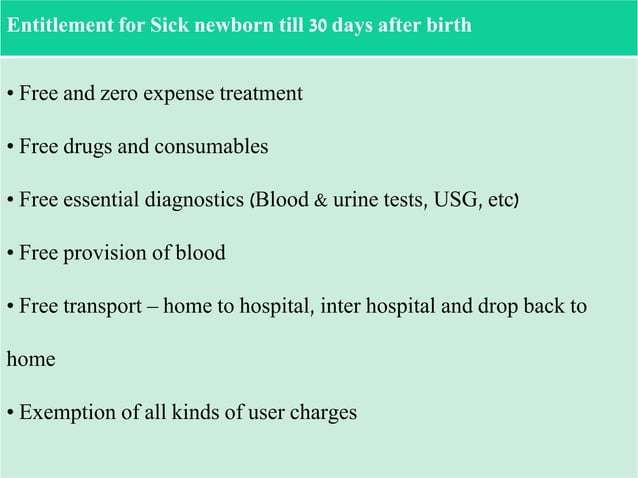 Entitlement for Sick newborn till 30 days after birth
• Free and zero expense treatment
• Free drugs and consumables
• Free essential diagnostics (Blood & urine tests, USG, etc)
• Free provision of blood
• Free transport – home to hospital, inter hospital and drop back to
home
• Exemption of all kinds of user charges